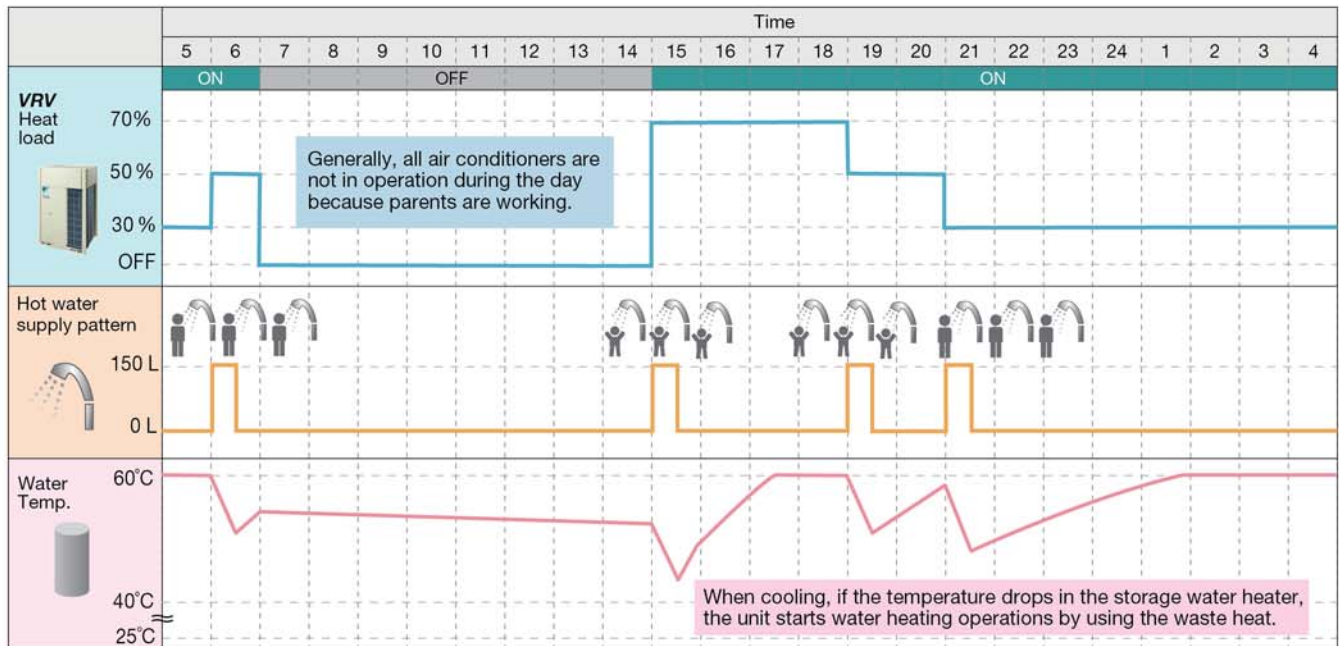 Time
5 6 7 8 9 10 11 12 13 14 15 16 17 18 19 20 21 22 23 24 1 2 3 4
ON OFF ON
VRV
Heat
load
70%
50 %
30 %
OFF
Generally, all air conditioners are
not in operation during the day
because parents are working.
Hot water
supply pattern
150 L
0 L
Water
Temp.
60°C
40°C
25°C
When cooling, if the temperature drops in the storage water heater,
the unit starts water heating operations by using the waste heat.